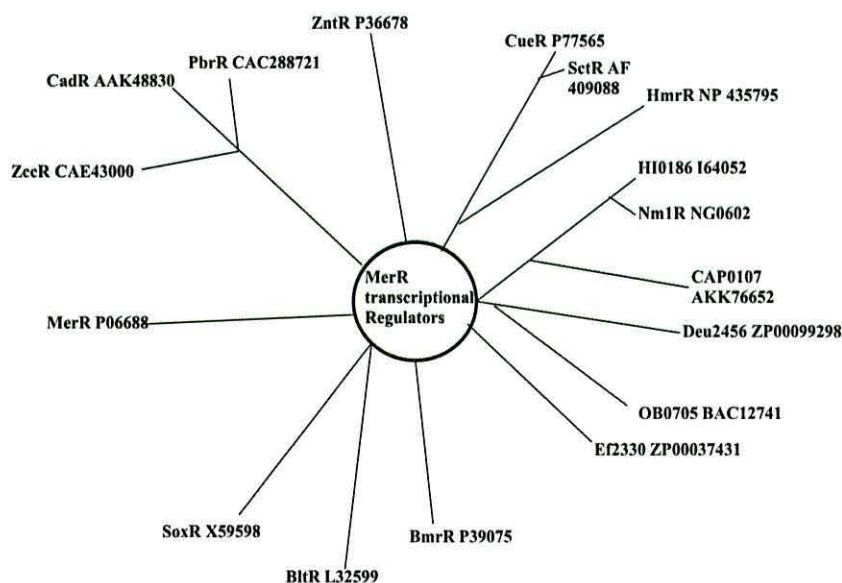 ZntR P36678
CueR P77565
PbrR CAC288721
SctR AF
409088
CadR AAK48830
HmrR NP 435795
ZccR CAE43000
HI0186 I64052
Nm1R NG0602
MerR
transcriptional
Regulators
CAP0107
AKK76652
MerR P06688
Deu2456 ZP00099298
OB0705 BAC12741
Ef2330 ZP00037431
SoxR X59598
BmrR P39075
BltR L32599